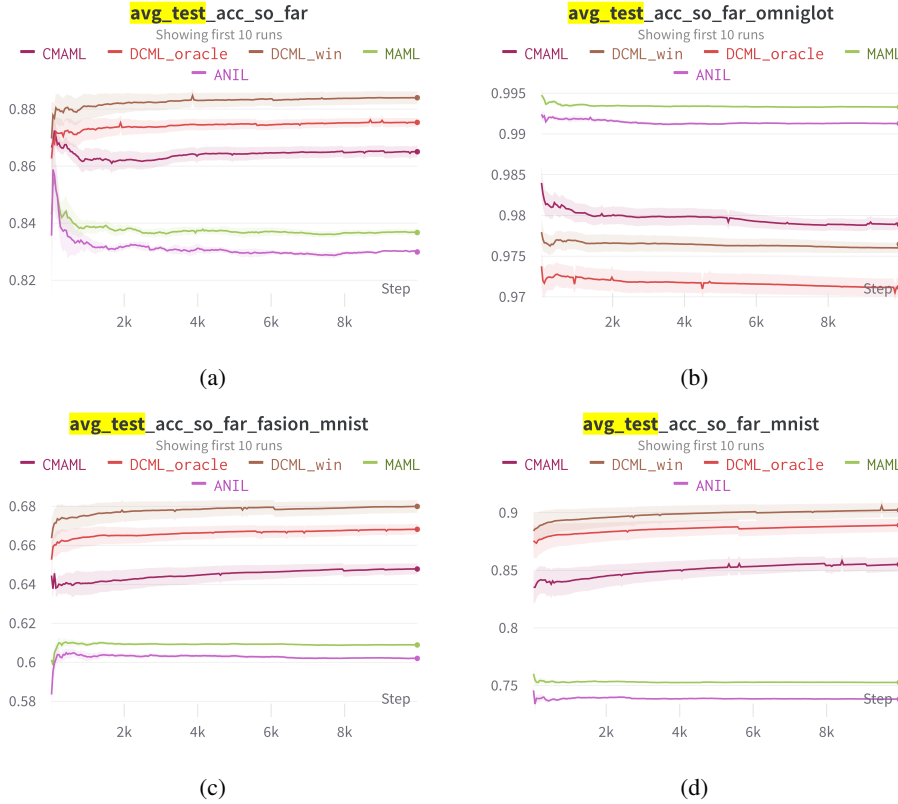 avg_test_acc_so_far
Showing first 10 runs
CMAML DCML_oracle DCML_win MAML
ANIL
0.88
0.86
0.84
0.82
Step
2k 4k 6k 8k
(a)
avg_test_acc_so_far_omniglot
Showing first 10 runs
CMAML DCML_win DCML_oracle MAML
ANIL
0.995
0.99
0.985
0.98
0.975
0.97
Step
2k 4k 6k 8k
(b)
avg_test_acc_so_far_fasion_mnist
Showing first 10 runs
CMAML DCML_oracle DCML_win MAML
ANIL
0.68
0.66
0.64
0.62
0.6
0.58
Step
2k 4k 6k 8k
(c)
avg_test_acc_so_far_mnist
Showing first 10 runs
CMAML DCML_win DCML_oracle MAML
ANIL
0.9
0.85
0.8
0.75
Step
2k 4k 6k 8k
(d)